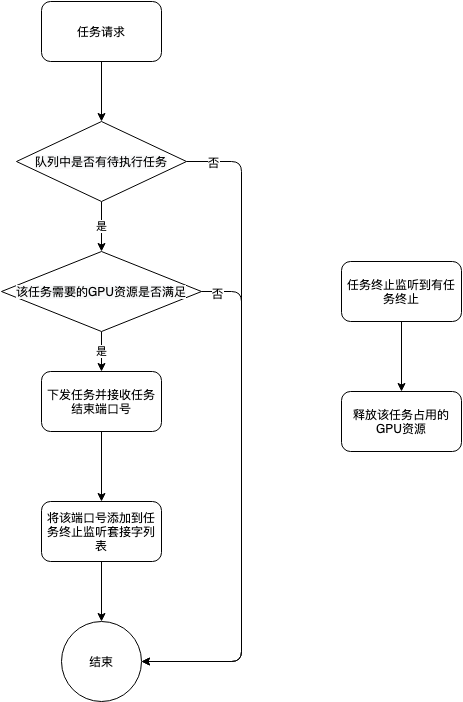 任务请求
队列中是否有待执行任务
否
是
该任务需要的GPU资源是否满足
否
是
下发任务并接收任务
结束端口号
将该端口号添加到任
务终止监听套接字列
表
结束
任务终止监听到有任
务终止
释放该任务占用的
GPU资源